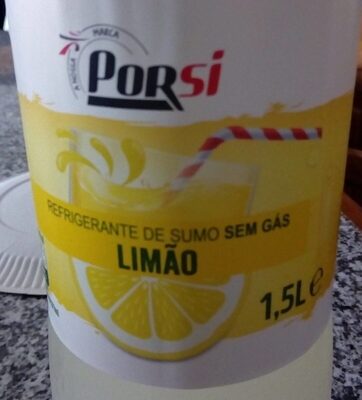 A NOSSA MARCA
PORSI
REFRIGERANTE DE SUMO SEM GÁS
LIMÃO
1,5L e